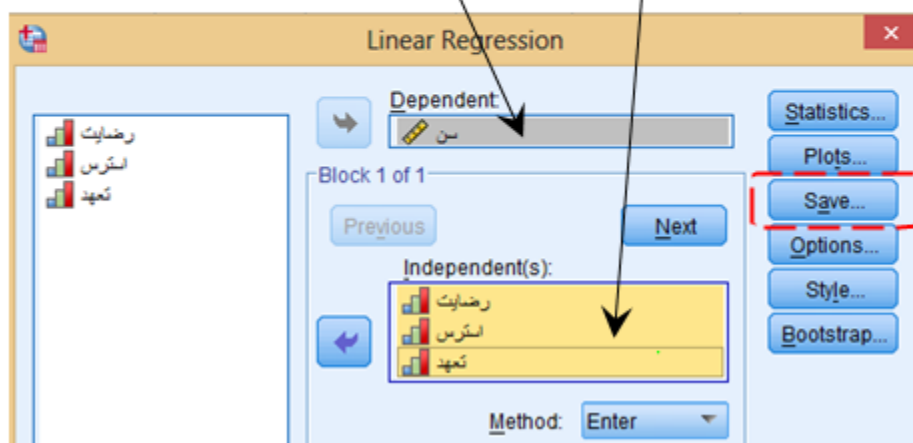 Linear Regression
رضایت
استرس
تعهد
Dependent:
سن
Block 1 of 1
Previous
Next
Independent(s):
رضایت
استرس
تعهد
Method: Enter
Statistics...
Plots...
Save...
Options...
Style...
Bootstrap...